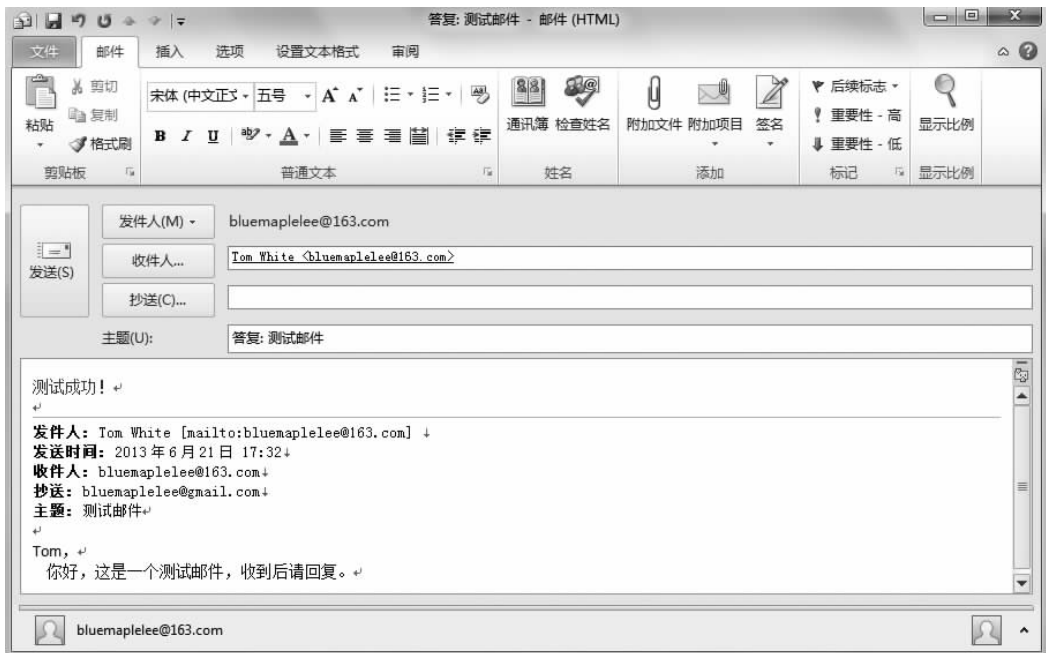 答复: 测试邮件 - 邮件 (HTML)
文件 邮件 插入 选项 设置文本格式 审阅
粘贴 剪切 复制 格式刷
剪贴板
宋体 (中文正文 五号
B I U
普通文本
通讯簿 检查姓名
姓名
附加文件 附加项目 签名
添加
后续标志
重要性 - 高
重要性 - 低
标记
显示比例
显示比例
发送(S)
发件人(M) bluemaplelee@163.com
收件人... Tom White <bluemaplelee@163.com>
抄送(C)...
主题(U): 答复: 测试邮件
测试成功！
发件人: Tom White [mailto:bluemaplelee@163.com]
发送时间: 2013年6月21日 17:32
收件人: bluemaplelee@163.com
抄送: bluemaplelee@gmail.com
主题: 测试邮件
Tom，
你好，这是一个测试邮件，收到后请回复。
bluemaplelee@163.com